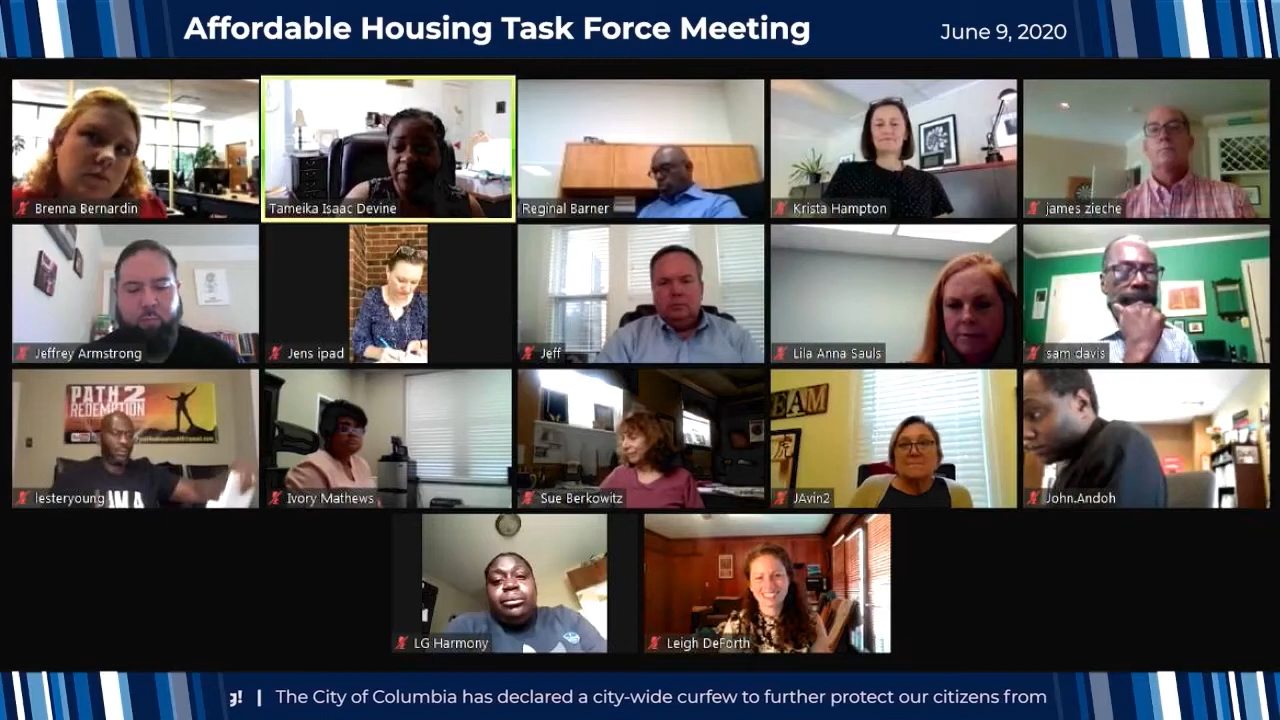 Affordable Housing Task Force Meeting
June 9, 2020
Brenna Bernardin
Tameika Isaac Devine
Reginal Barner
Krista Hampton
james zieche
Jeffrey Armstrong
Jens ipad
Jeff
Lila Anna Sauls
sam davis
PATH 2
REDEMPTION
lesteryoung
Ivory Mathews
Sue Berkowitz
EAM
JAvin2
John.Andoh
LG Harmony
Leigh DeForth
g! | The City of Columbia has declared a city-wide curfew to further protect our citizens from